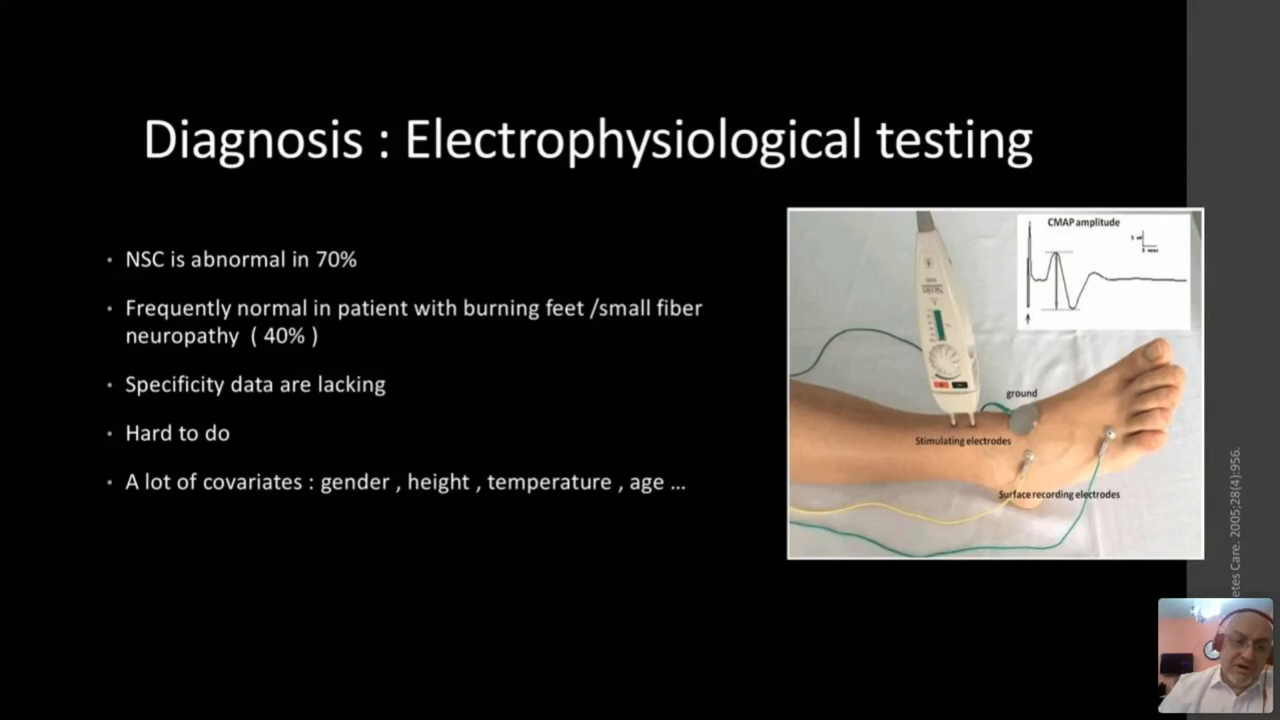 Diagnosis : Electrophysiological testing
• NSC is abnormal in 70%
• Frequently normal in patient with burning feet /small fiber
neuropathy ( 40% )
• Specificity data are lacking
• Hard to do
• A lot of covariates : gender , height , temperature , age ...
CMAP amplitude
ground
Stimulating electrodes
Surface recording electrodes
etes Care. 2005;28(4):956.